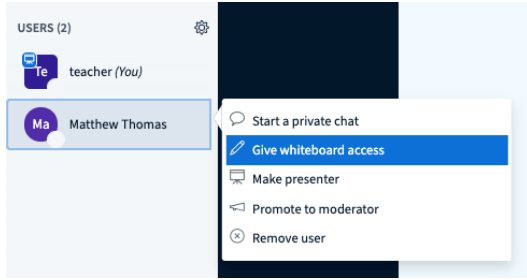 USERS (2)
Te teacher (You)
Ma Matthew Thomas
Start a private chat
Give whiteboard access
Make presenter
Promote to moderator
Remove user